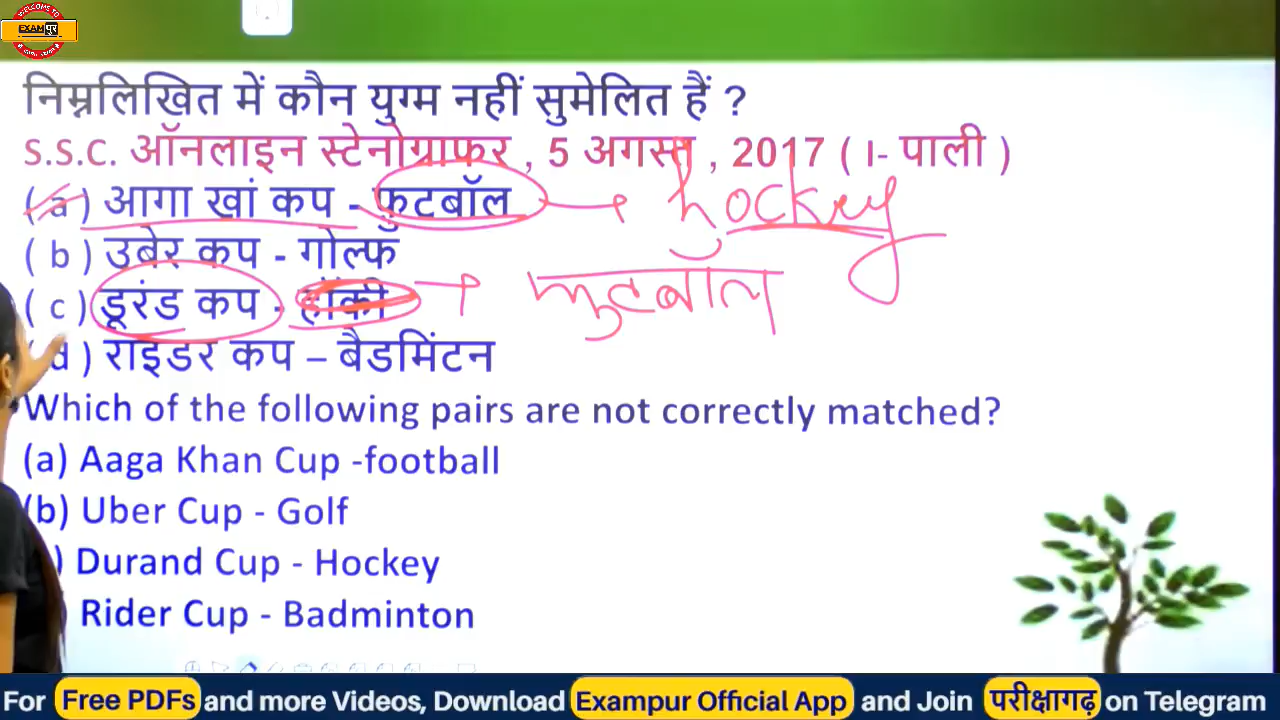 WELCOME TO
EXAM पुर
निम्नलिखित में कौन युग्म नहीं सुमेलित हैं ?
S.S.C. ऑनलाइन स्टेनोग्राफर , 5 अगस्त , 2017 ( I- पाली )
( a ) आगा खां कप - फुटबॉल → hockey
( b ) उबेर कप - गोल्फ
( c ) डूरंड कप - हॉकी → फुटबॉल
( d ) राइडर कप – बैडमिंटन
Which of the following pairs are not correctly matched?
(a) Aaga Khan Cup -football
(b) Uber Cup - Golf
) Durand Cup - Hockey
Rider Cup - Badminton
For Free PDFs and more Videos, Download Exampur Official App and Join परीक्षागढ़ on Telegram